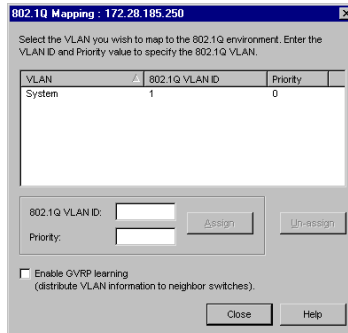 802.1Q Mapping : 172.28.185.250
Select the VLAN you wish to map to the 802.1Q environment. Enter the
VLAN ID and Priority value to specify the 802.1Q VLAN.
VLAN 802.1Q VLAN ID Priority
System 1 0
802.1Q VLAN ID:
Priority:
Assign
Un-assign
Enable GVRP learning
(distribute VLAN information to neighbor switches).
Close Help